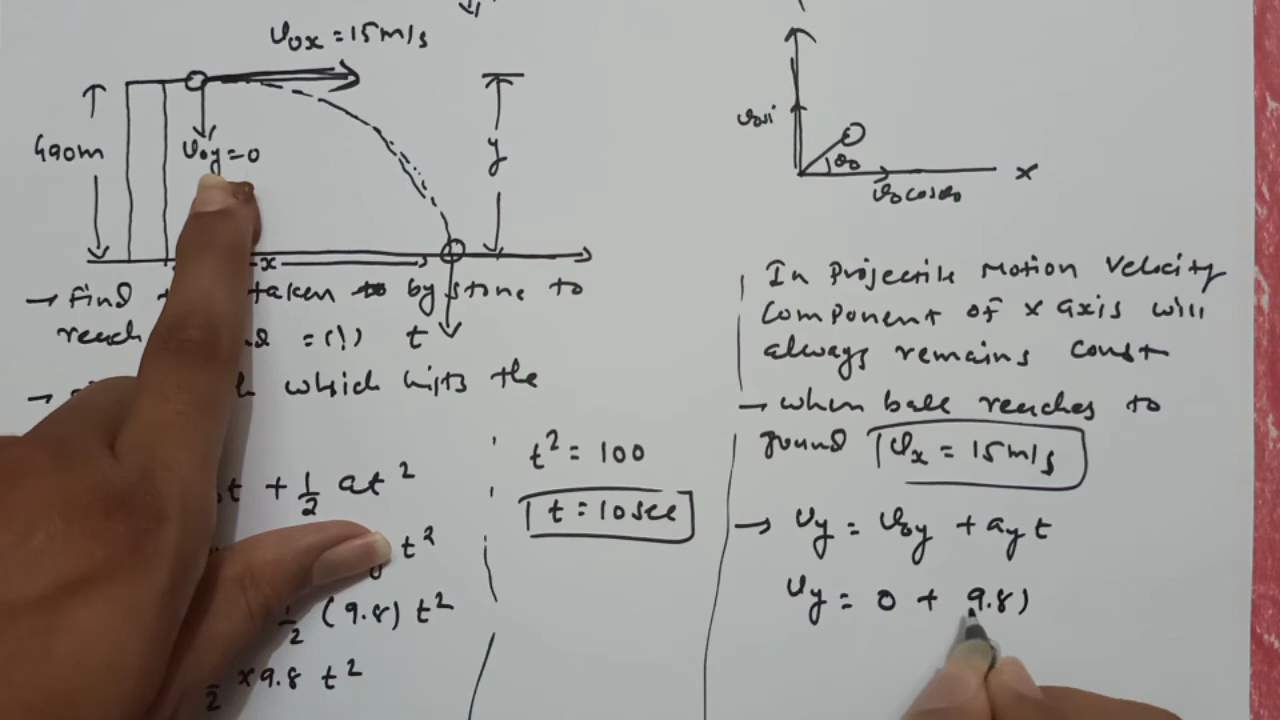 v₀ₓ = 15m/s
490m
v₀y = 0
y
x
→ Find taken by stone to
reach = (?) t
→ which hits the
t + 1/2 at²
t²
1/2 (9.8) t²
2 × 9.8 t²
t² = 100
t = 10sec
θ₀
x
v₀cosθ₀
In Projectile Motion Velocity
component of x axis will
always remains const
→ when ball reaches to
ground vₓ = 15m/s
→ vy = v₀y + ay t
vy = 0 + 9.8)